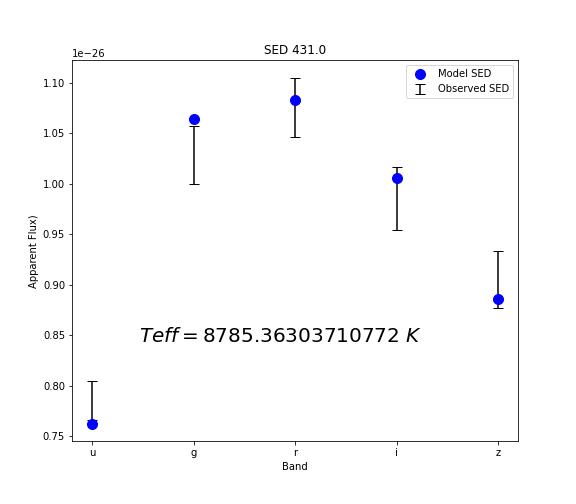 SED 431.0
1e−26
Model SED
Observed SED
1.10
1.05
1.00
0.95
0.90
0.85
0.80
0.75
Apparent Flux)
Teff = 8785.36303710772 K
u g r i z
Band